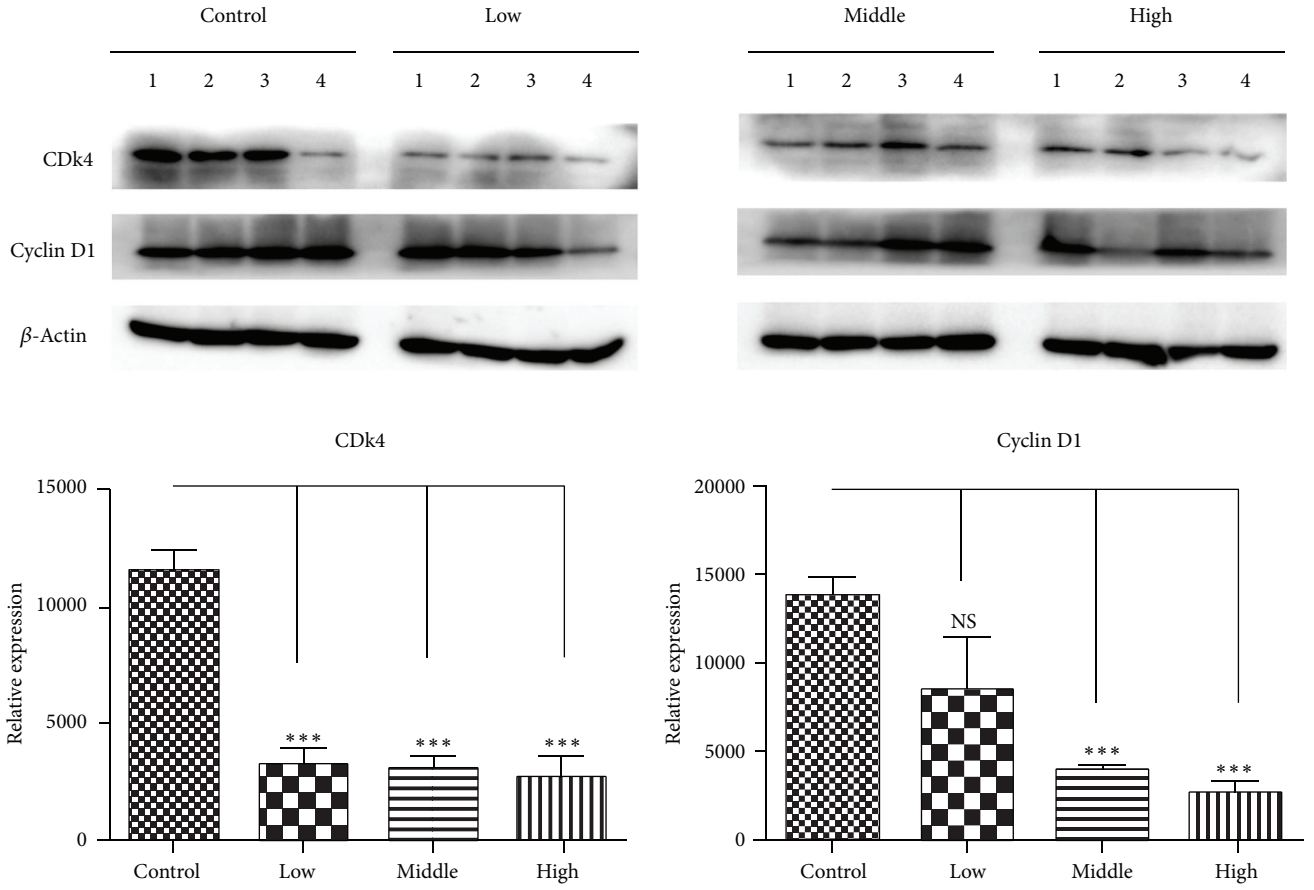 Control Low Middle High
1 2 3 4 1 2 3 4 1 2 3 4 1 2 3 4
CDk4
Cyclin D1
β-Actin
CDk4
15000
10000
5000
0
Relative expression
*** *** ***
Control Low Middle High
Cyclin D1
20000
15000
10000
5000
0
Relative expression
NS
***
***
Control Low Middle High